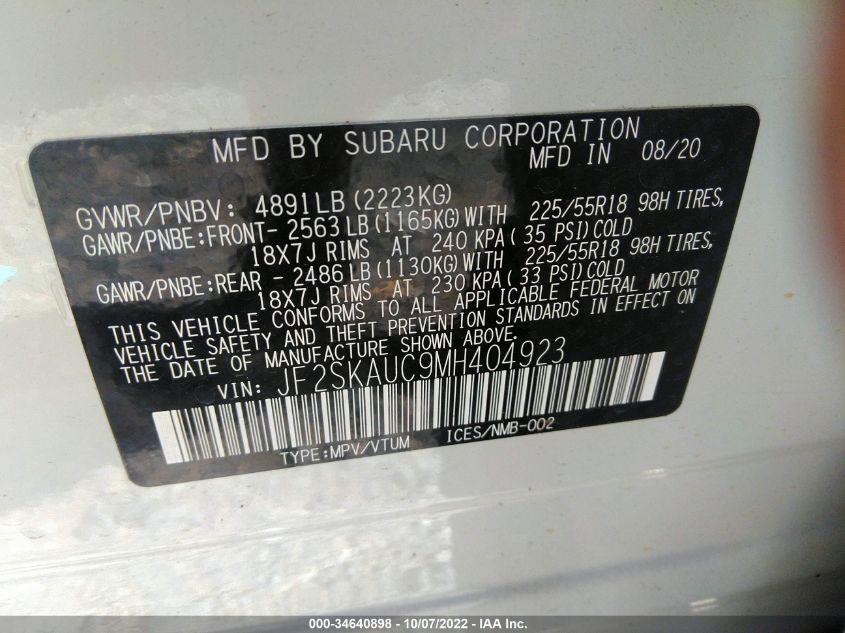 MFD BY SUBARU CORPORATION
MFD IN 08/20
GVWR/PNBV: 4891LB (2223KG)
GAWR/PNBE:FRONT- 2563 LB (1165KG) WITH 225/55R18 98H TIRES,
18X7J RIMS AT 240 KPA ( 35 PSI) COLD
GAWR/PNBE:REAR - 2486 LB (1130KG) WITH 225/55R18 98H TIRES,
18X7J RIMS AT 230 KPA ( 33 PSI) COLD
THIS VEHICLE CONFORMS TO ALL APPLICABLE FEDERAL MOTOR
VEHICLE SAFETY AND THEFT PREVENTION STANDARDS IN EFFECT ON
THE DATE OF MANUFACTURE SHOWN ABOVE.
VIN: JF2SKAUC9MH404923
TYPE:MPV/VTUM ICES/NMB-002
000-34640898 - 10/07/2022 - IAA Inc.